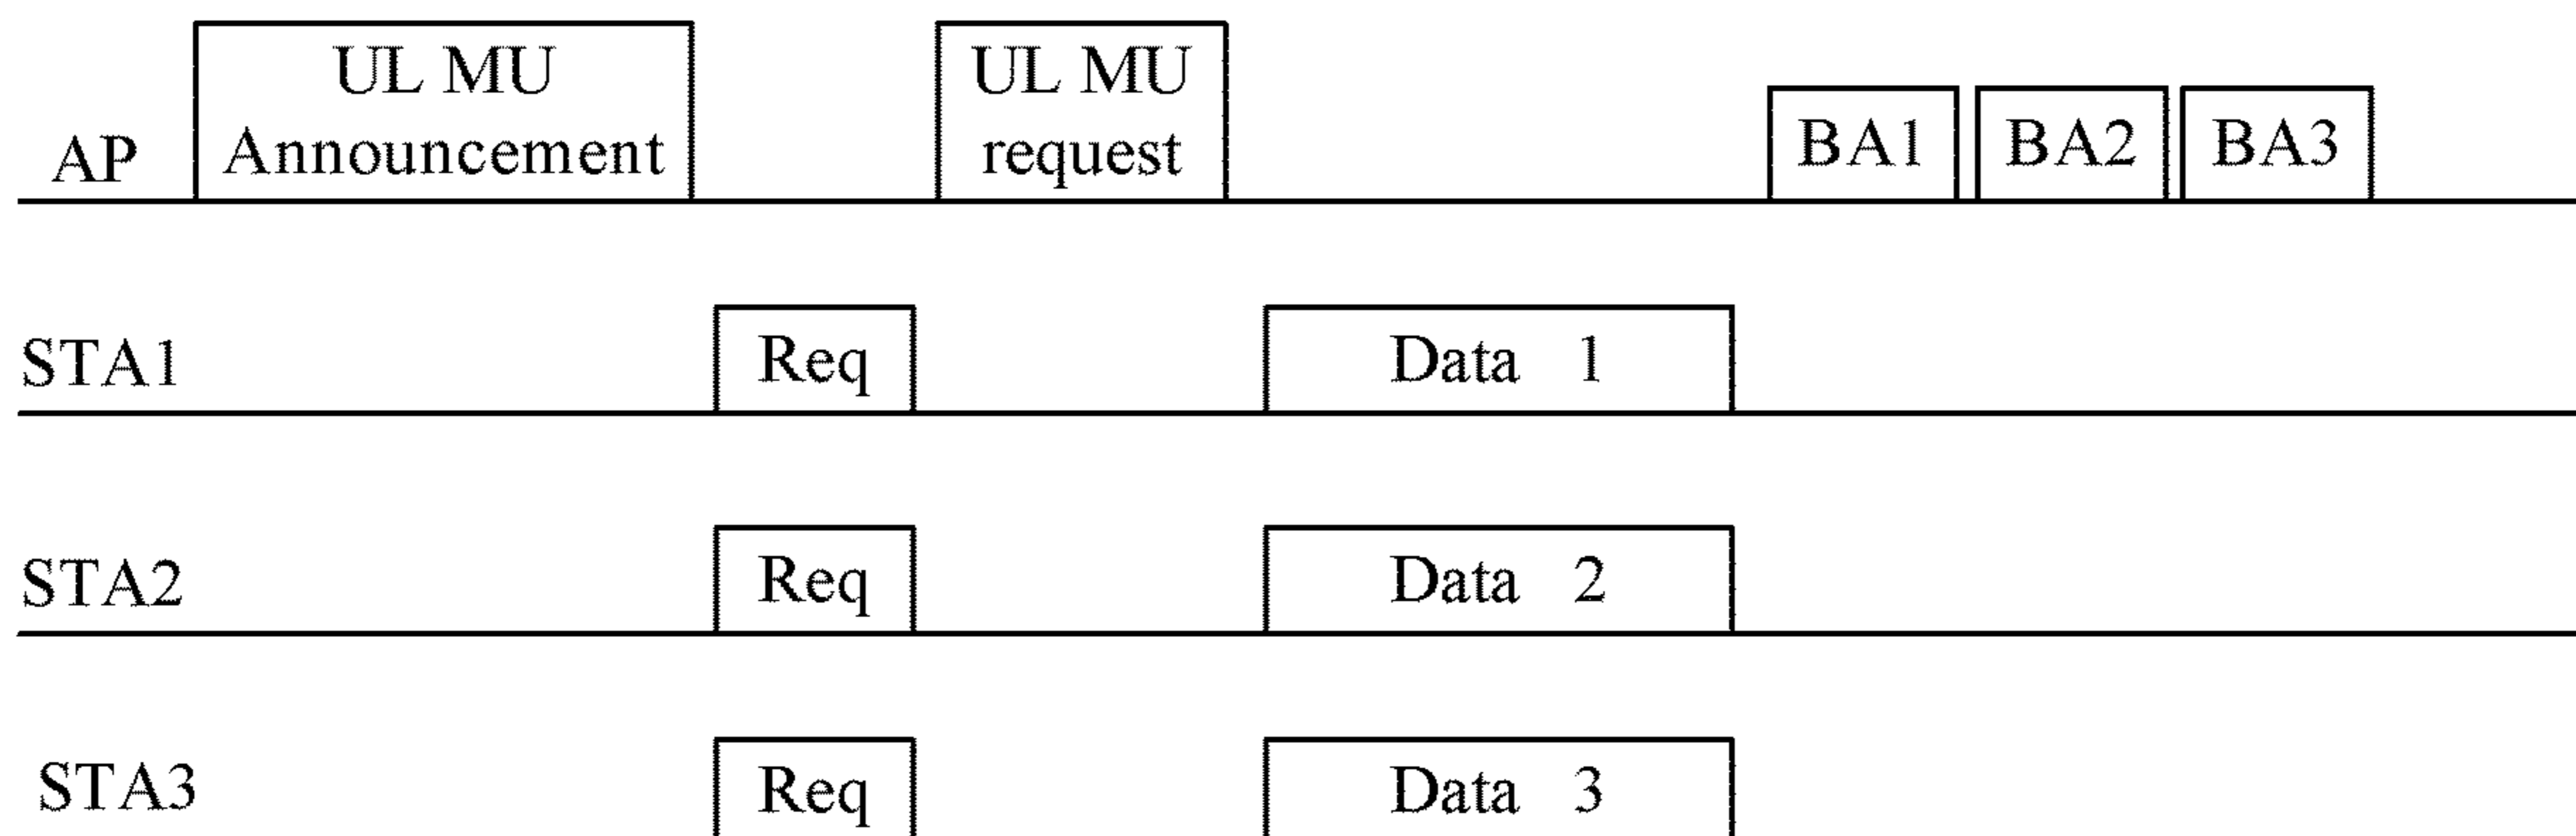 AP
UL MU
Announcement
UL MU
request
BA1
BA2
BA3
STA1
Req
Data 1
STA2
Req
Data 2
STA3
Req
Data 3